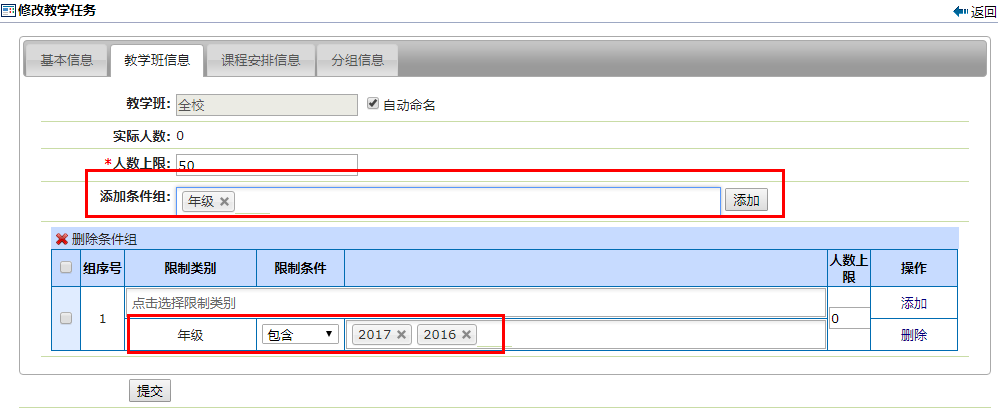 修改教学任务 返回
基本信息 教学班信息 课程安排信息 分组信息
教学班: 全校 自动命名
实际人数: 0
*人数上限: 50
添加条件组: 年级 添加
删除条件组
组序号 限制类别 限制条件 人数上限 操作
点击选择限制类别 添加
1 0
年级 包含 2017 2016 删除
提交